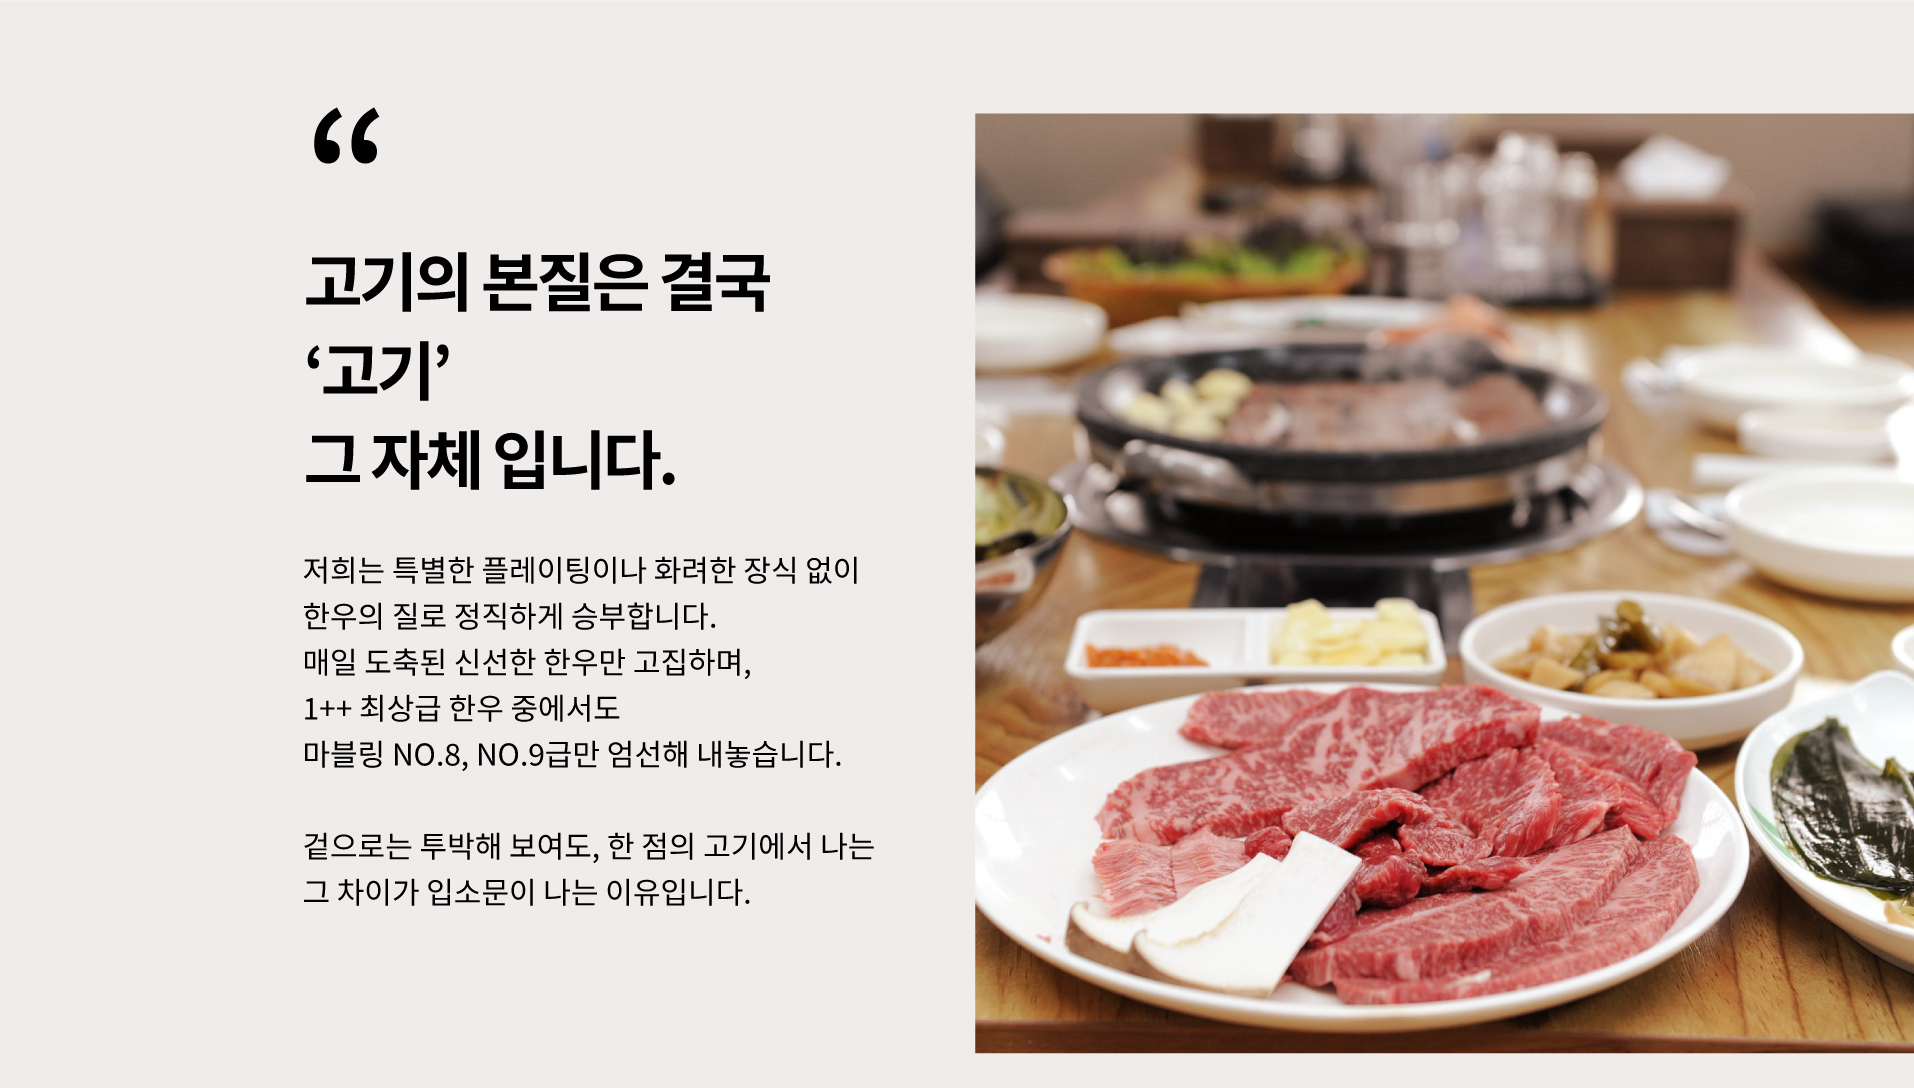 “
고기의 본질은 결국
‘고기’
그 자체 입니다.
저희는 특별한 플레이팅이나 화려한 장식 없이
한우의 질로 정직하게 승부합니다.
매일 도축된 신선한 한우만 고집하며,
1++ 최상급 한우 중에서도
마블링 NO.8, NO.9급만 엄선해 내놓습니다.
겉으로는 투박해 보여도, 한 점의 고기에서 나는
그 차이가 입소문이 나는 이유입니다.